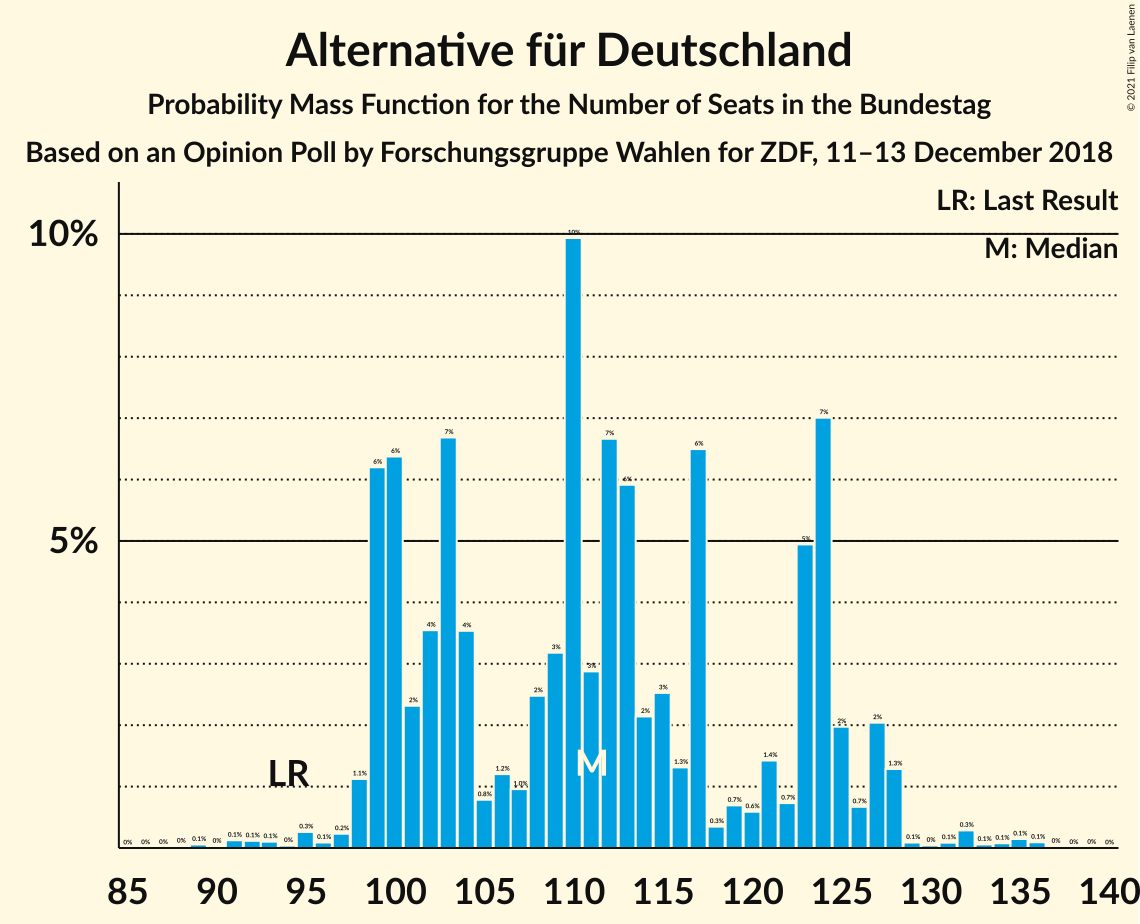 Alternative für Deutschland
Probability Mass Function for the Number of Seats in the Bundestag
Based on an Opinion Poll by Forschungsgruppe Wahlen for ZDF, 11–13 December 2018
© 2021 Filip van Laenen
LR: Last Result
M: Median
10%
5%
0% 0% 0% 0% 0.1% 0% 0.1% 0.1% 0.1% 0% 0.3% 0.1% 0.2% 1.1% 6% 6% 2% 4% 7% 4% 0.8% 1.2% 1.0% 2% 3% 10% 3% 7% 6% 2% 3% 1.3% 6% 0.3% 0.7% 0.6% 1.4% 0.7% 5% 7% 2% 0.7% 2% 1.3% 0.1% 0% 0.1% 0.3% 0.1% 0.1% 0.1% 0.1% 0% 0% 0% 0%
LR
M
85 90 95 100 105 110 115 120 125 130 135 140